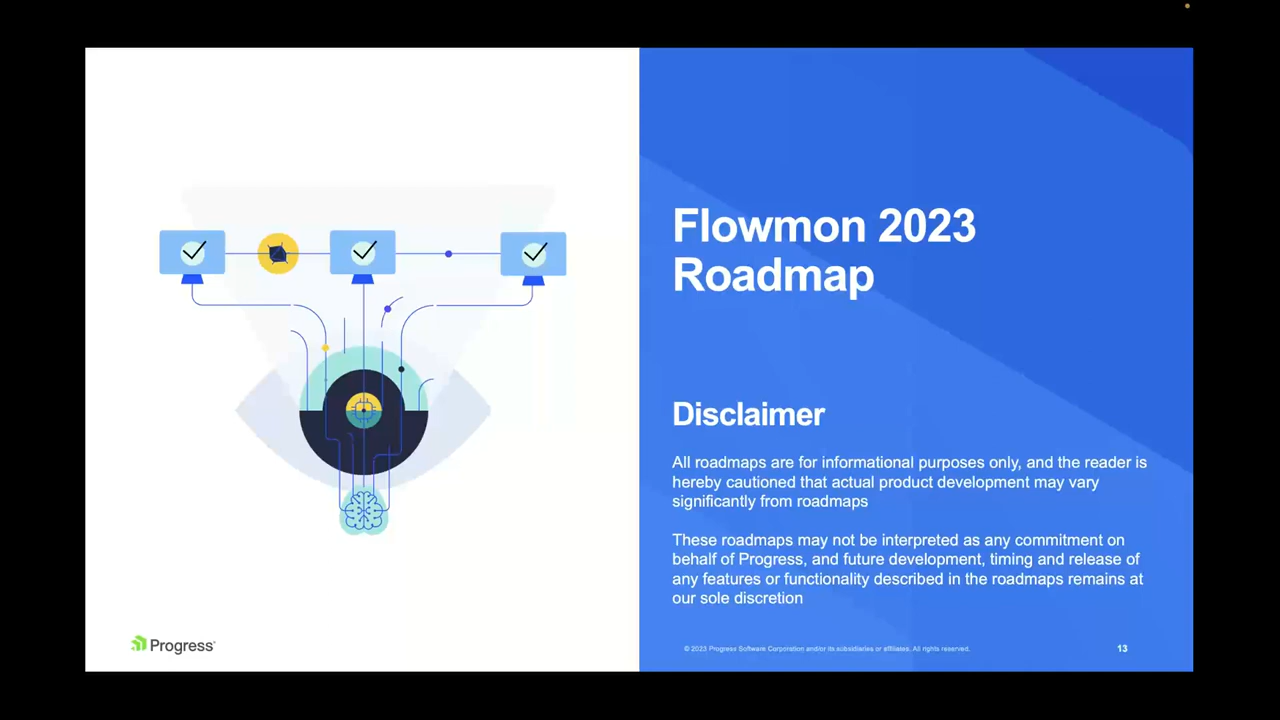 Flowmon 2023
Roadmap
Disclaimer
All roadmaps are for informational purposes only, and the reader is
hereby cautioned that actual product development may vary
significantly from roadmaps
These roadmaps may not be interpreted as any commitment on
behalf of Progress, and future development, timing and release of
any features or functionality described in the roadmaps remains at
our sole discretion
Progress®
© 2023 Progress Software Corporation and/or its subsidiaries or affiliates. All rights reserved.
13